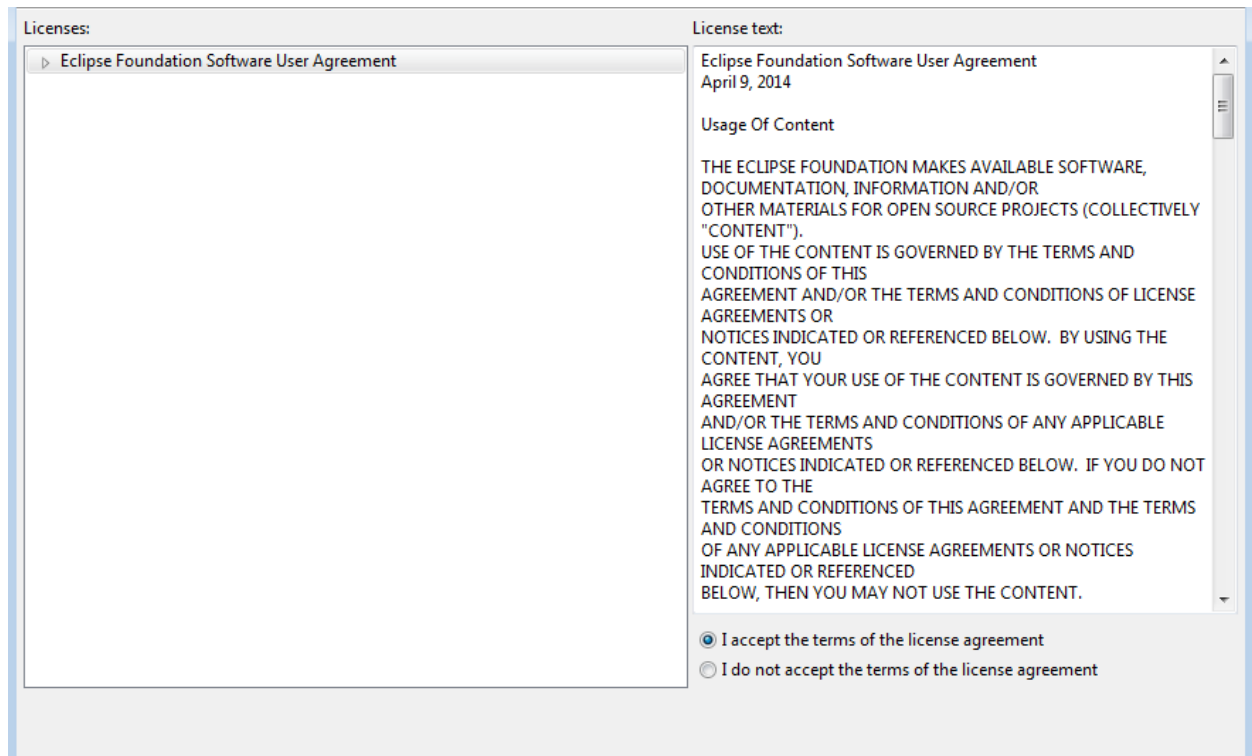 Licenses:
Eclipse Foundation Software User Agreement
License text:
Eclipse Foundation Software User Agreement
April 9, 2014
Usage Of Content
THE ECLIPSE FOUNDATION MAKES AVAILABLE SOFTWARE,
DOCUMENTATION, INFORMATION AND/OR
OTHER MATERIALS FOR OPEN SOURCE PROJECTS (COLLECTIVELY
"CONTENT").
USE OF THE CONTENT IS GOVERNED BY THE TERMS AND
CONDITIONS OF THIS
AGREEMENT AND/OR THE TERMS AND CONDITIONS OF LICENSE
AGREEMENTS OR
NOTICES INDICATED OR REFERENCED BELOW.  BY USING THE
CONTENT, YOU
AGREE THAT YOUR USE OF THE CONTENT IS GOVERNED BY THIS
AGREEMENT
AND/OR THE TERMS AND CONDITIONS OF ANY APPLICABLE
LICENSE AGREEMENTS
OR NOTICES INDICATED OR REFERENCED BELOW.  IF YOU DO NOT
AGREE TO THE
TERMS AND CONDITIONS OF THIS AGREEMENT AND THE TERMS
AND CONDITIONS
OF ANY APPLICABLE LICENSE AGREEMENTS OR NOTICES
INDICATED OR REFERENCED
BELOW, THEN YOU MAY NOT USE THE CONTENT.
I accept the terms of the license agreement
I do not accept the terms of the license agreement